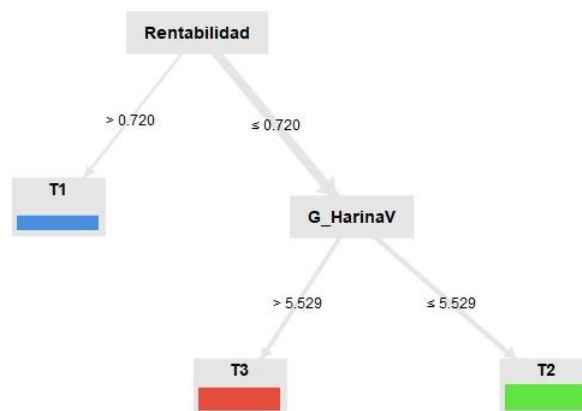 Rentabilidad
> 0.720
≤ 0.720
T1
G_HarinaV
> 5.529
≤ 5.529
T3
T2